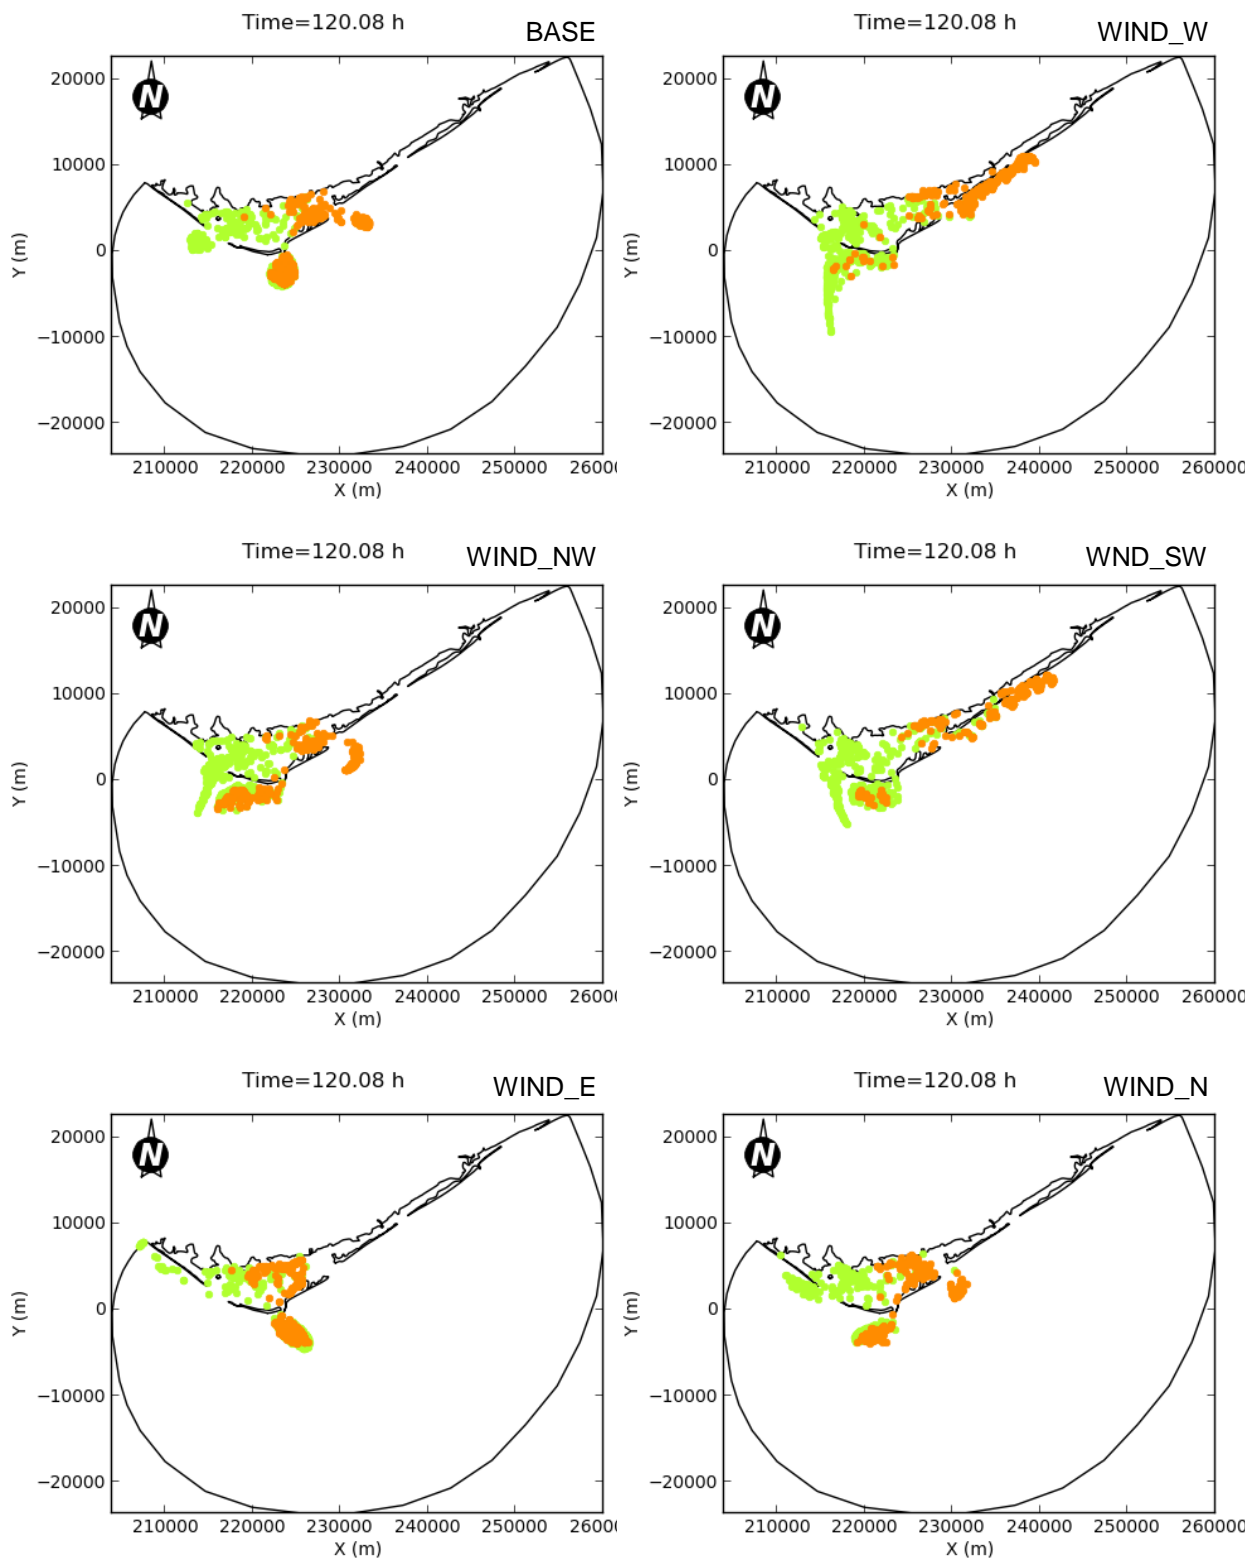 Time=120.08 h BASE
N
20000
10000
0
−10000
−20000
Y (m)
210000 220000 230000 240000 250000 26000
X (m)
Time=120.08 h WIND_W
N
20000
10000
0
−10000
−20000
Y (m)
210000 220000 230000 240000 250000 260000
X (m)
Time=120.08 h WIND_NW
N
20000
10000
0
−10000
−20000
Y (m)
210000 220000 230000 240000 250000 26000
X (m)
Time=120.08 h WND_SW
N
20000
10000
0
−10000
−20000
Y (m)
210000 220000 230000 240000 250000 260000
X (m)
Time=120.08 h WIND_E
N
20000
10000
0
−10000
−20000
Y (m)
210000 220000 230000 240000 250000 26000
X (m)
Time=120.08 h WIND_N
N
20000
10000
0
−10000
−20000
Y (m)
210000 220000 230000 240000 250000 260000
X (m)